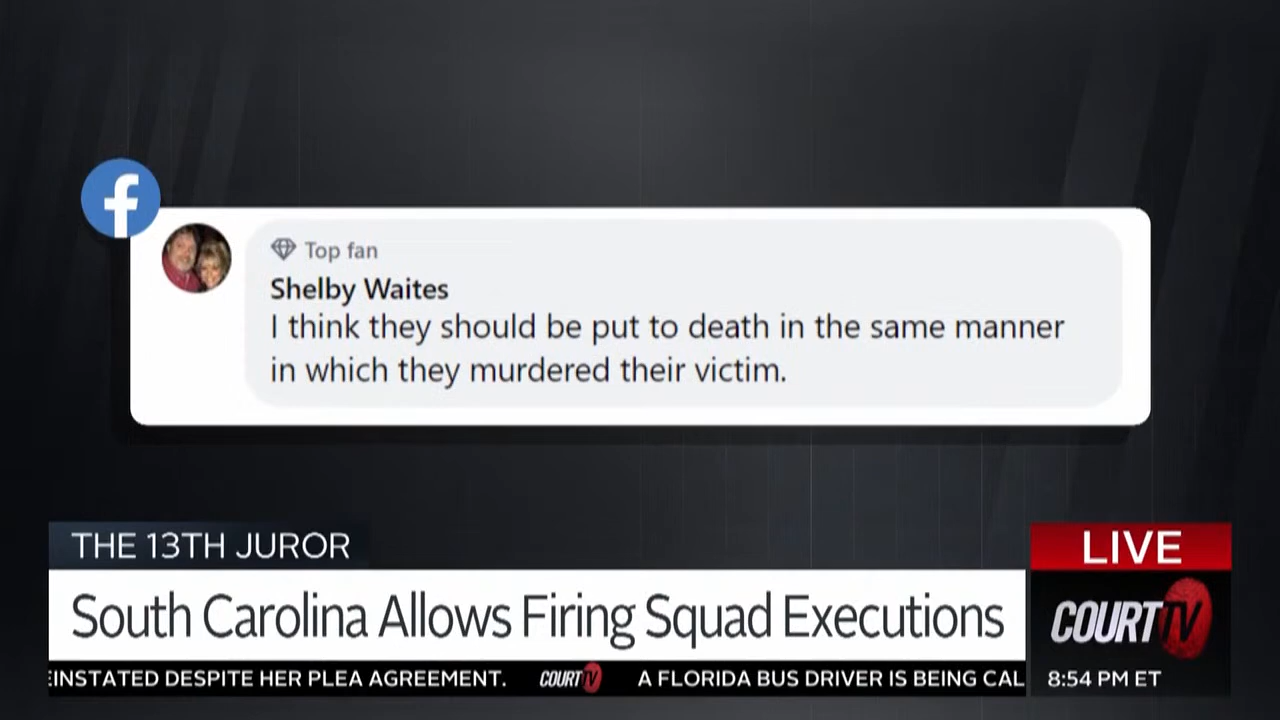 f
Top fan
Shelby Waites
I think they should be put to death in the same manner
in which they murdered their victim.
THE 13TH JUROR
LIVE
South Carolina Allows Firing Squad Executions
COURT TV
EINSTATED DESPITE HER PLEA AGREEMENT. COURT TV A FLORIDA BUS DRIVER IS BEING CAL
8:54 PM ET